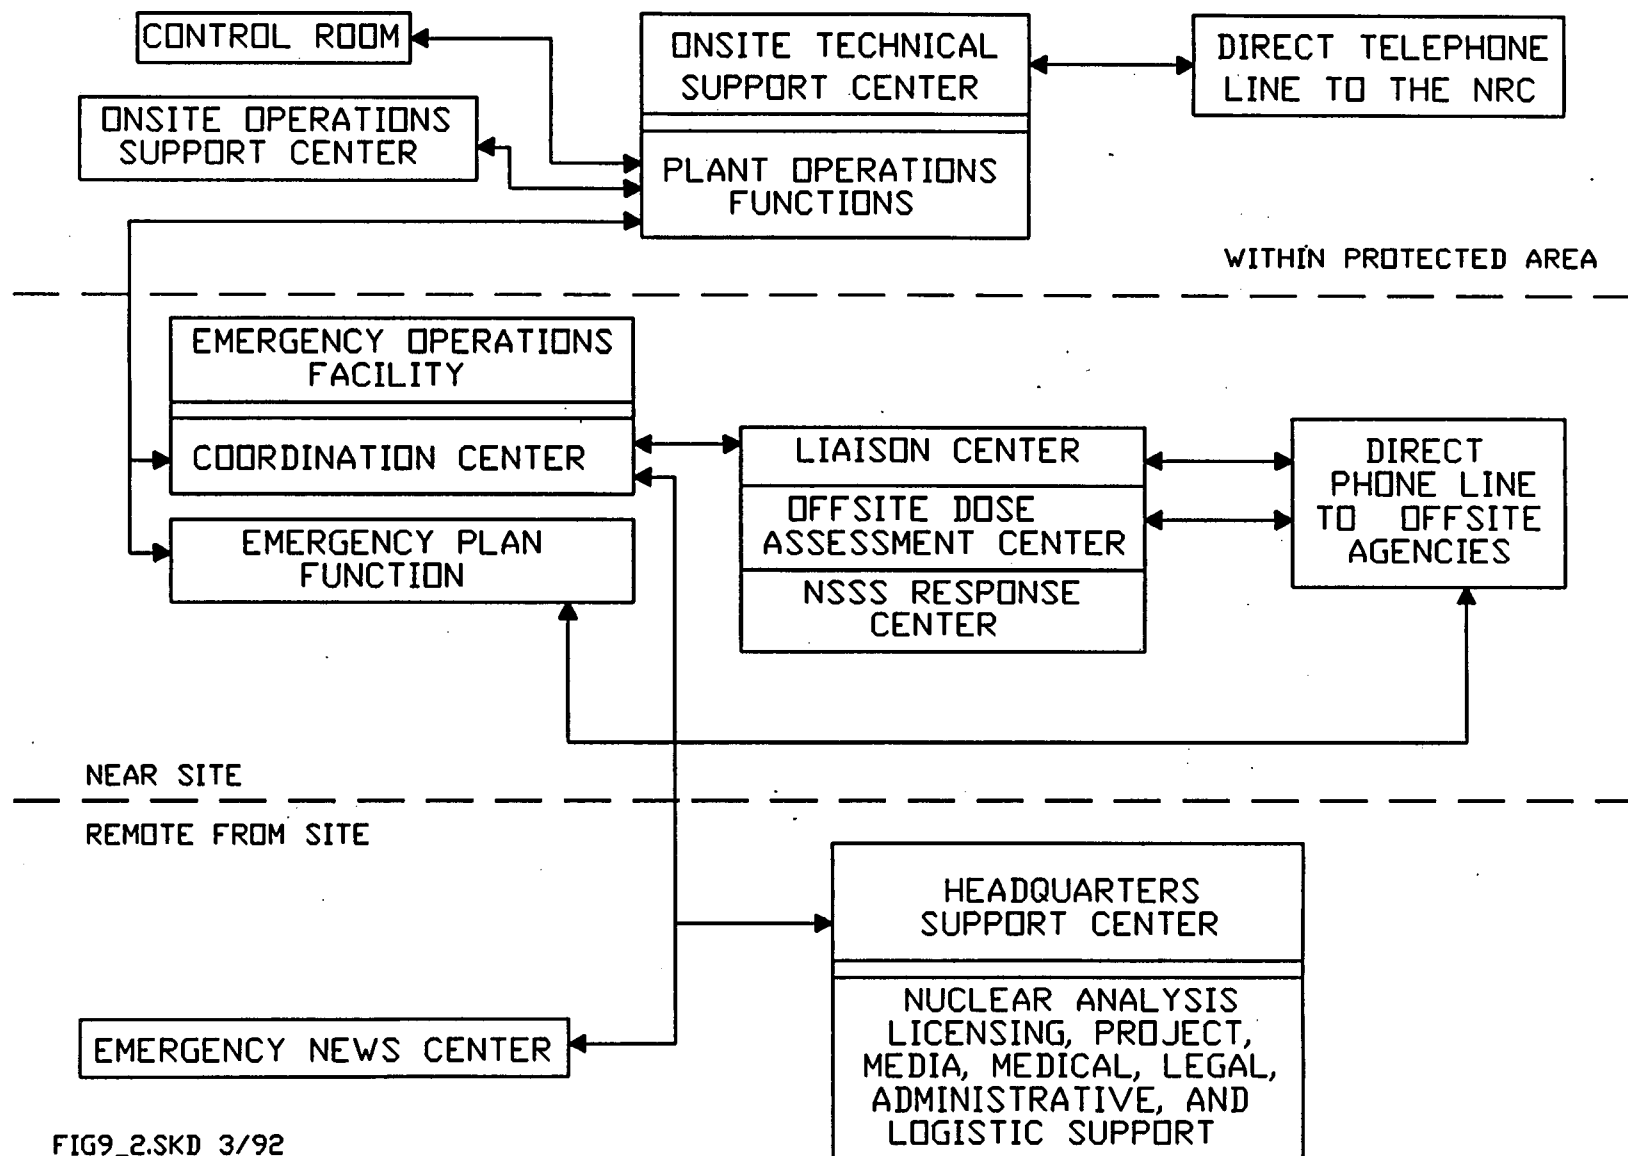 CONTROL ROOM
ONSITE TECHNICAL
SUPPORT CENTER
DIRECT TELEPHONE
LINE TO THE NRC
ONSITE OPERATIONS
SUPPORT CENTER
PLANT OPERATIONS
FUNCTIONS
WITHIN PROTECTED AREA
EMERGENCY OPERATIONS
FACILITY
COORDINATION CENTER
EMERGENCY PLAN
FUNCTION
LIAISON CENTER
OFFSITE DOSE
ASSESSMENT CENTER
NSSS RESPONSE
CENTER
DIRECT
PHONE LINE
TO OFFSITE
AGENCIES
NEAR SITE
REMOTE FROM SITE
HEADQUARTERS
SUPPORT CENTER
NUCLEAR ANALYSIS
LICENSING, PROJECT,
MEDIA, MEDICAL, LEGAL,
ADMINISTRATIVE, AND
LOGISTIC SUPPORT
EMERGENCY NEWS CENTER
FIG9_2.SKD 3/92